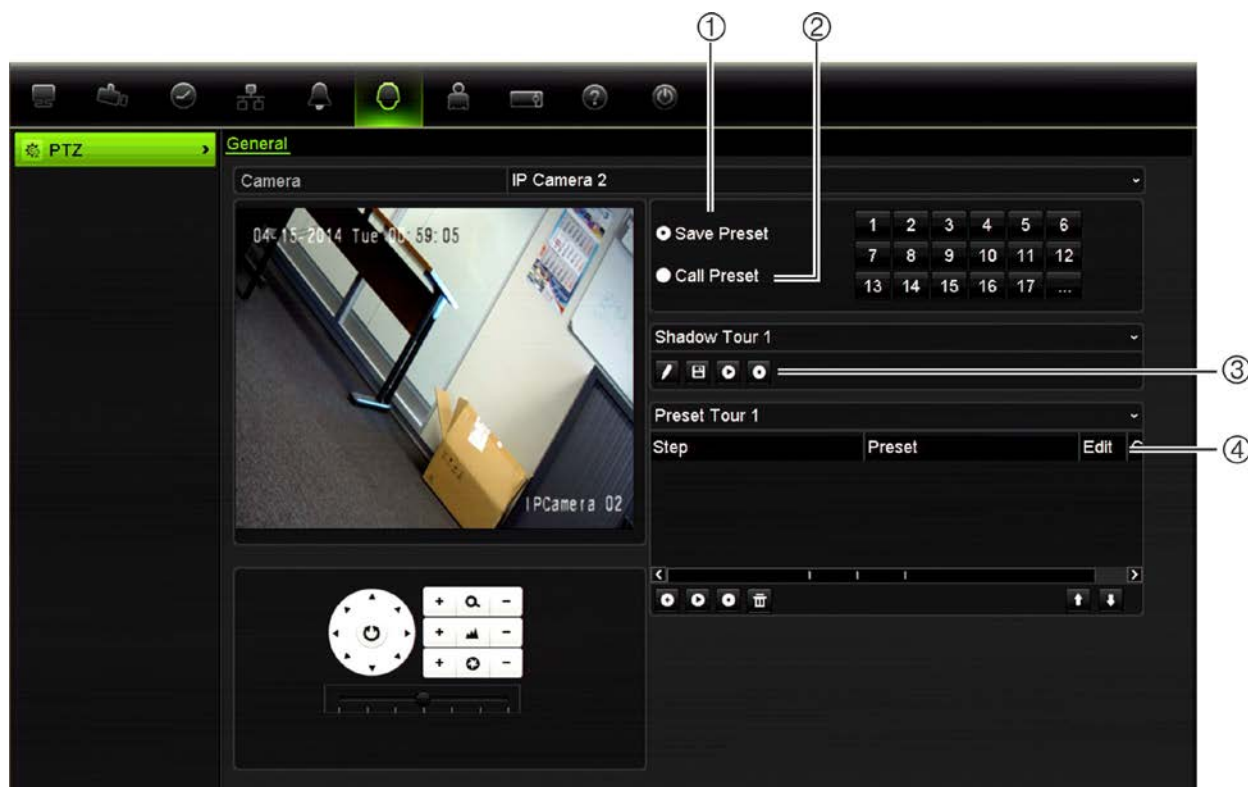 ① ②
PTZ
General
Camera IP Camera 2
04-15-2014 Tue 00:59:05
IPCamera 02
Save Preset
Call Preset
1 2 3 4 5 6
7 8 9 10 11 12
13 14 15 16 17 ...
Shadow Tour 1
③
Preset Tour 1
Step Preset Edit
④